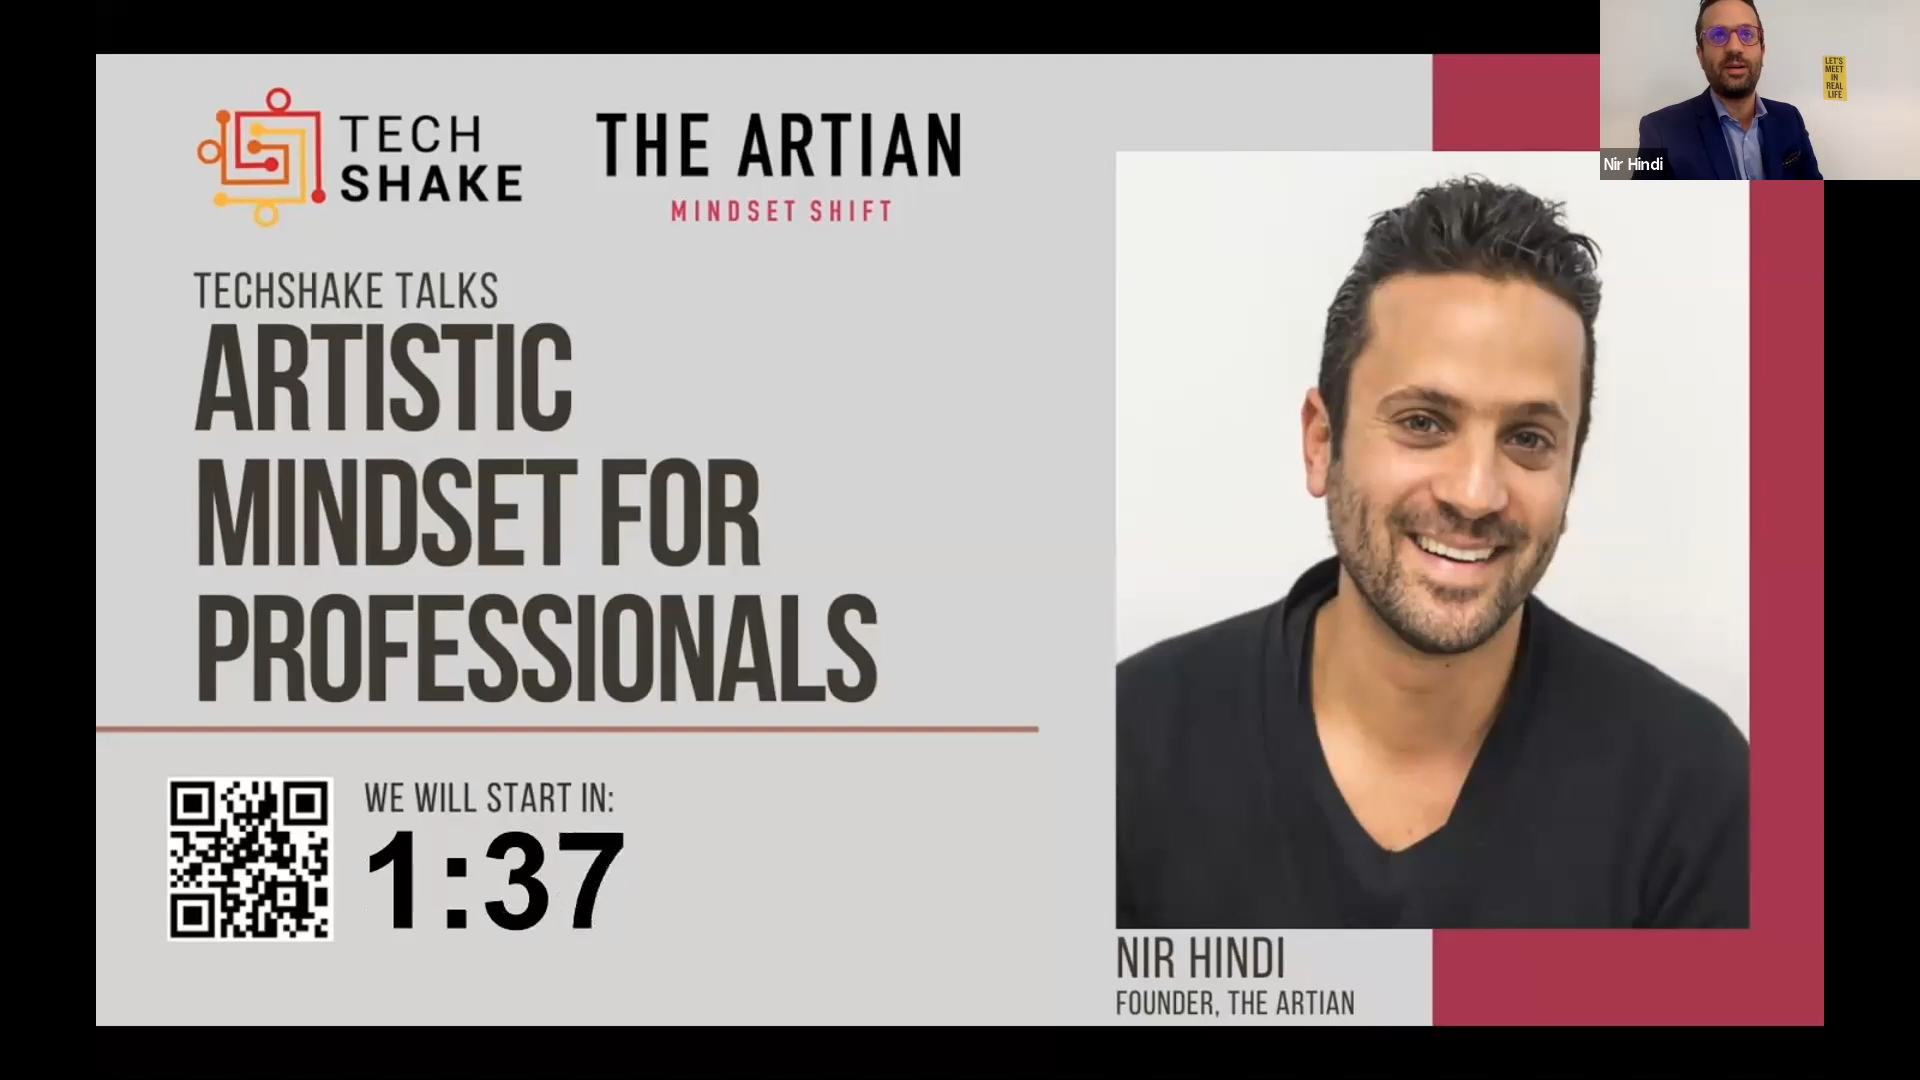 TECH
SHAKE
THE ARTIAN
MINDSET SHIFT
TECHSHAKE TALKS
ARTISTIC
MINDSET FOR
PROFESSIONALS
WE WILL START IN:
1:37
NIR HINDI
FOUNDER, THE ARTIAN
LET'S
MEET
IN
REAL
LIFE
Nir Hindi